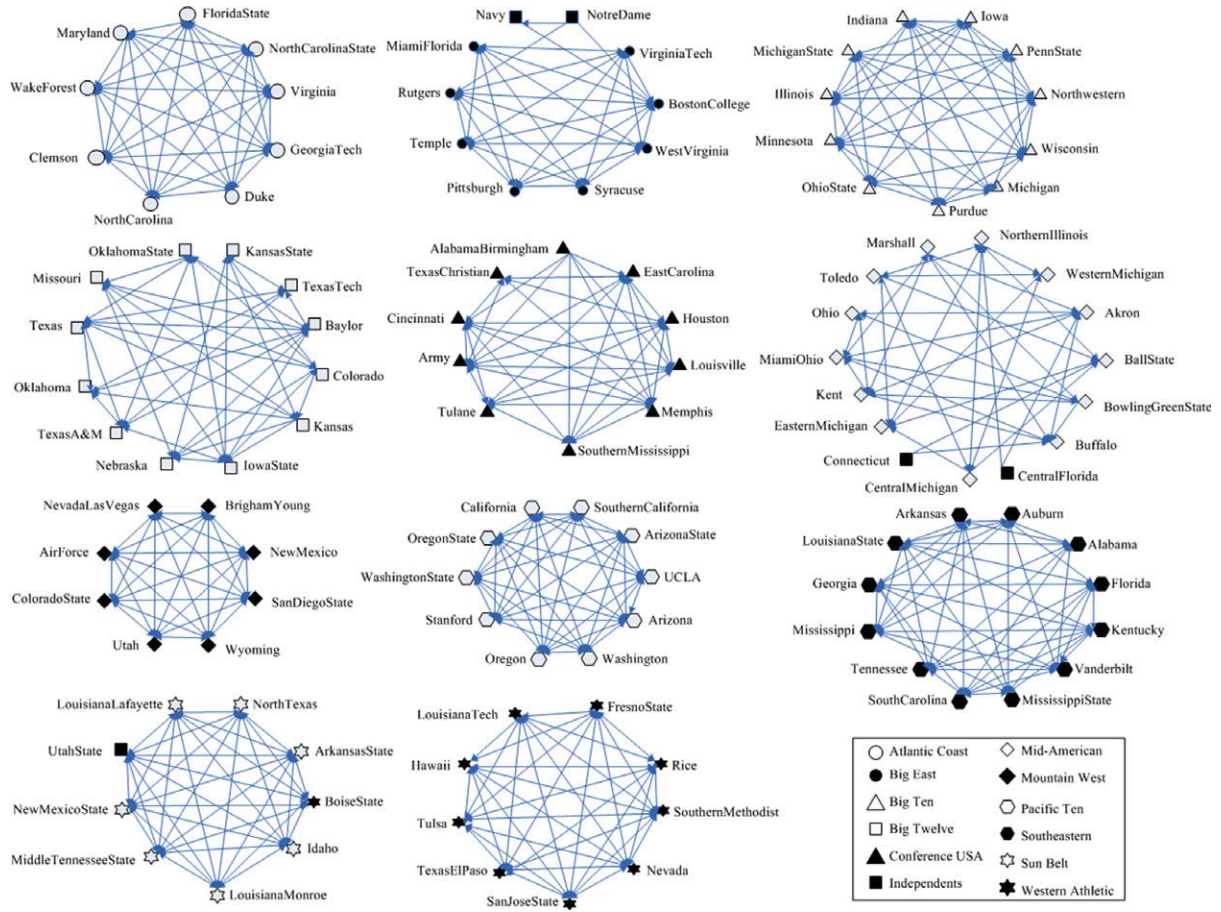 FloridaState
Maryland
NorthCarolinaState
WakeForest
Virginia
Clemson
GeorgiaTech
Duke
NorthCarolina
Navy
NotreDame
MiamiFlorida
VirginiaTech
Rutgers
BostonCollege
Temple
WestVirginia
Pittsburgh
Syracuse
Indiana
Iowa
MichiganState
PennState
Illinois
Northwestern
Minnesota
Wisconsin
OhioState
Michigan
Purdue
OklahomaState
KansasState
Missouri
TexasTech
Texas
Baylor
Oklahoma
Colorado
TexasA&M
Kansas
Nebraska
IowaState
AlabamaBirmingham
TexasChristian
EastCarolina
Cincinnati
Houston
Army
Louisville
Tulane
Memphis
SouthernMississippi
Marshall
NorthernIllinois
Toledo
WesternMichigan
Ohio
Akron
MiamiOhio
BallState
Kent
BowlingGreenState
EasternMichigan
Buffalo
Connecticut
CentralFlorida
CentralMichigan
NevadaLasVegas
BrighamYoung
AirForce
NewMexico
ColoradoState
SanDiegoState
Utah
Wyoming
California
SouthernCalifornia
OregonState
ArizonaState
WashingtonState
UCLA
Stanford
Arizona
Oregon
Washington
Arkansas
Auburn
LouisianaState
Alabama
Georgia
Florida
Mississippi
Kentucky
Tennessee
Vanderbilt
SouthCarolina
MississippiState
LouisianaLafayette
NorthTexas
UtahState
ArkansasState
NewMexicoState
BoiseState
MiddleTennesseeState
Idaho
LouisianaMonroe
LouisianaTech
FresnoState
Hawaii
Rice
SouthernMethodist
Tulsa
TexasElPaso
Nevada
SanJoseState
Atlantic Coast
Big East
Big Ten
Big Twelve
Conference USA
Independents
Mid-American
Mountain West
Pacific Ten
Southeastern
Sun Belt
Western Athletic